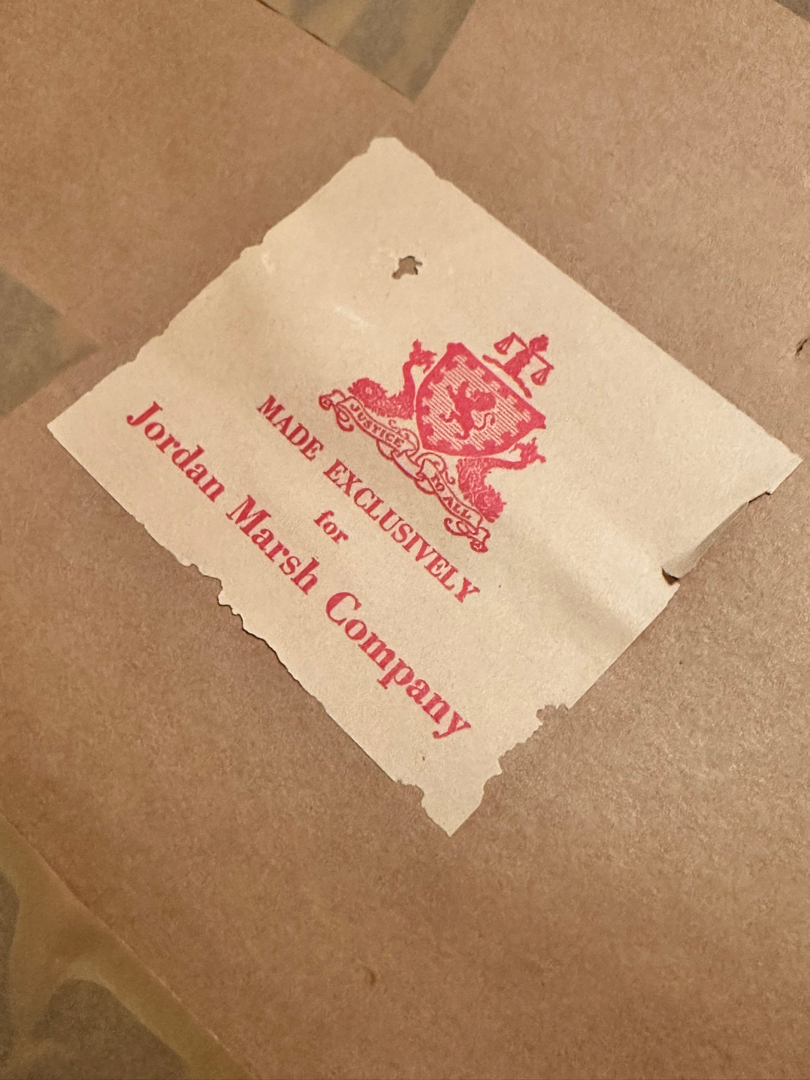 JUSTICE TO ALL
MADE EXCLUSIVELY
for
Jordan Marsh Company